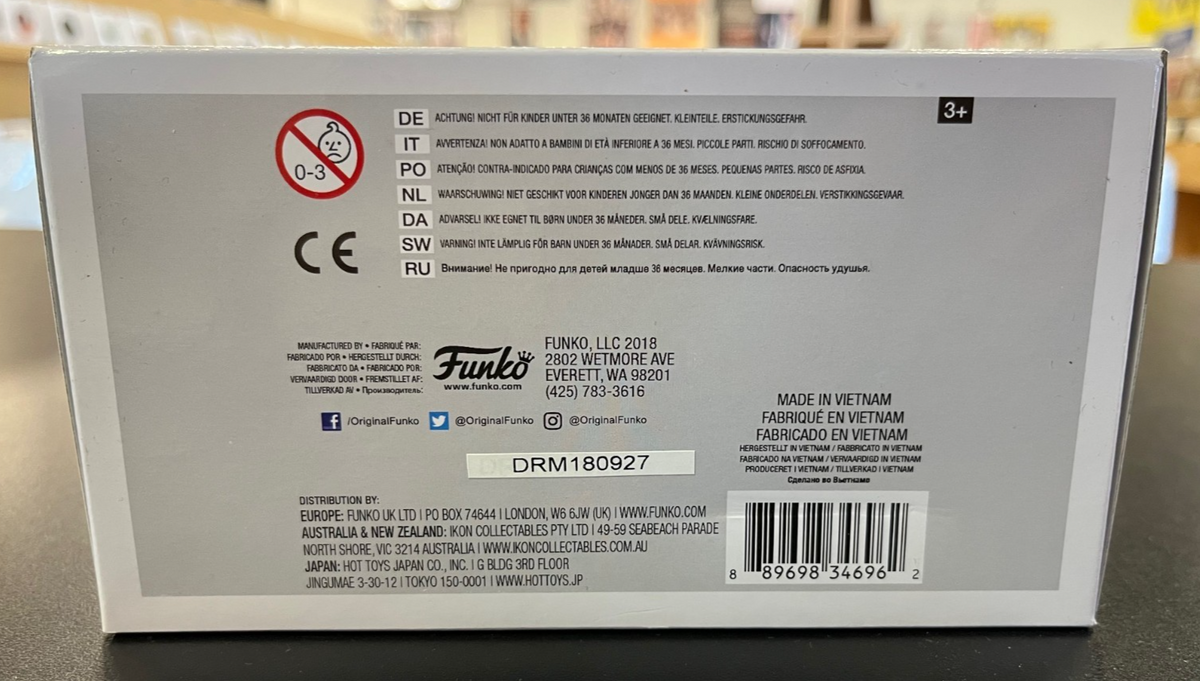 3+
0-3
DE ACHTUNG! NICHT FÜR KINDER UNTER 36 MONATEN GEEIGNET. KLEINTEILE. ERSTICKUNGSGEFAHR.
IT AVVERTENZA! NON ADATTO A BAMBINI DI ETÀ INFERIORE A 36 MESI. PICCOLE PARTI. RISCHIO DI SOFFOCAMENTO.
PO ATENÇÃO! CONTRA-INDICADO PARA CRIANÇAS COM MENOS DE 36 MESES. PEQUENAS PARTES. RISCO DE ASFIXIA.
NL WAARSCHUWING! NIET GESCHIKT VOOR KINDEREN JONGER DAN 36 MAANDEN. KLEINE ONDERDELEN. VERSTIKKINGSGEVAAR.
DA ADVARSEL! IKKE EGNET TIL BØRN UNDER 36 MÅNEDER. SMÅ DELE. KVÆLNINGSFARE.
SW VARNING! INTE LÄMPLIG FÖR BARN UNDER 36 MÅNADER. SMÅ DELAR. KVÄVNINGSRISK.
RU Внимание! Не пригодно для детей младше 36 месяцев. Мелкие части. Опасность удушья.
CE
MANUFACTURED BY • FABRIQUÉ PAR:
FABRICADO POR • HERGESTELLT DURCH:
FABBRICATO DA • FABRICADO POR:
VERVAARDIGD DOOR • FREMSTILLET AF:
TILLVERKAD AV • Производитель:
Funko
www.funko.com
FUNKO, LLC 2018
2802 WETMORE AVE
EVERETT, WA 98201
(425) 783-3616
/OriginalFunko @OriginalFunko @OriginalFunko
DRM180927
MADE IN VIETNAM
FABRIQUÉ EN VIETNAM
FABRICADO EN VIETNAM
HERGESTELLT IN VIETNAM / FABBRICATO IN VIETNAM
FABRICADO NA VIETNAM / VERVAARDIGD IN VIETNAM
PRODUCERET I VIETNAM / TILLVERKAD I VIETNAM
Сделано во Вьетнаме
DISTRIBUTION BY:
EUROPE: FUNKO UK LTD | PO BOX 74644 | LONDON, W6 6JW (UK) | WWW.FUNKO.COM
AUSTRALIA & NEW ZEALAND: IKON COLLECTABLES PTY LTD | 49-59 SEABEACH PARADE
NORTH SHORE, VIC 3214 AUSTRALIA | WWW.IKONCOLLECTABLES.COM.AU
JAPAN: HOT TOYS JAPAN CO., INC. | G BLDG 3RD FLOOR
JINGUMAE 3-30-12 | TOKYO 150-0001 | WWW.HOTTOYS.JP
8 89698 34696 2